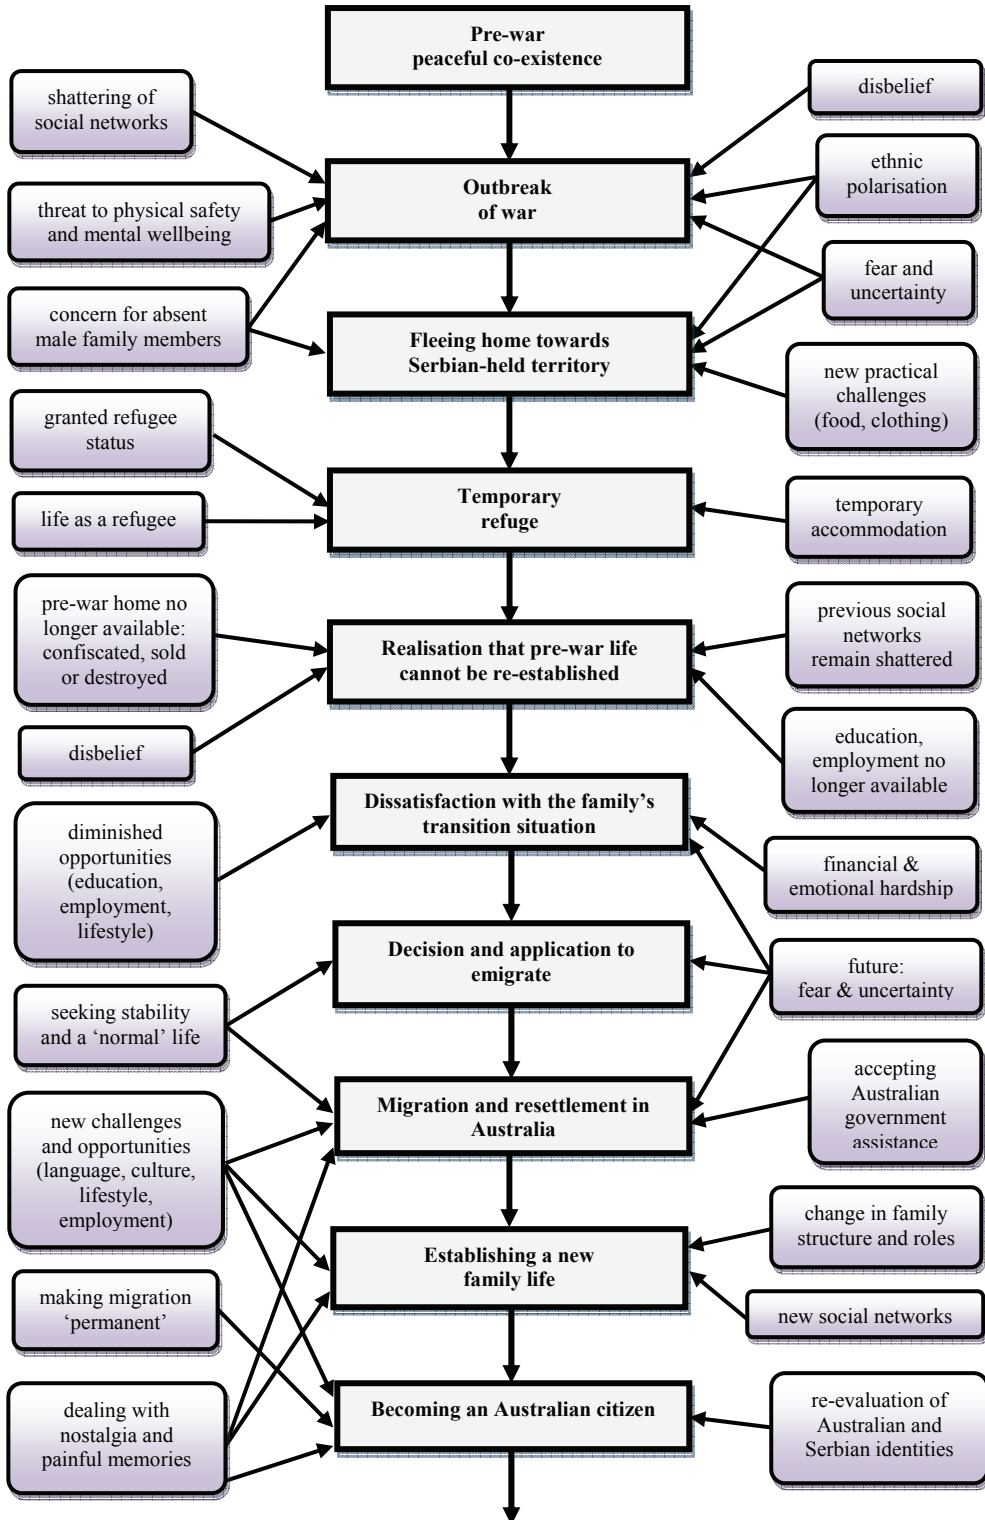 Pre-war
peaceful co-existence
shattering of
social networks
disbelief
Outbreak
of war
ethnic
polarisation
threat to physical safety
and mental wellbeing
fear and
uncertainty
concern for absent
male family members
Fleeing home towards
Serbian-held territory
new practical
challenges
(food, clothing)
granted refugee
status
Temporary
refuge
life as a refugee
temporary
accommodation
pre-war home no
longer available:
confiscated, sold
or destroyed
Realisation that pre-war life
cannot be re-established
previous social
networks
remain shattered
disbelief
education,
employment no
longer available
Dissatisfaction with the family’s
transition situation
diminished
opportunities
(education,
employment,
lifestyle)
financial &
emotional hardship
Decision and application to
emigrate
future:
fear & uncertainty
seeking stability
and a ‘normal’ life
accepting
Australian
government
assistance
Migration and resettlement in
Australia
new challenges
and opportunities
(language, culture,
lifestyle,
employment)
change in family
structure and roles
Establishing a new
family life
making migration
‘permanent’
new social networks
Becoming an Australian citizen
dealing with
nostalgia and
painful memories
re-evaluation of
Australian and
Serbian identities